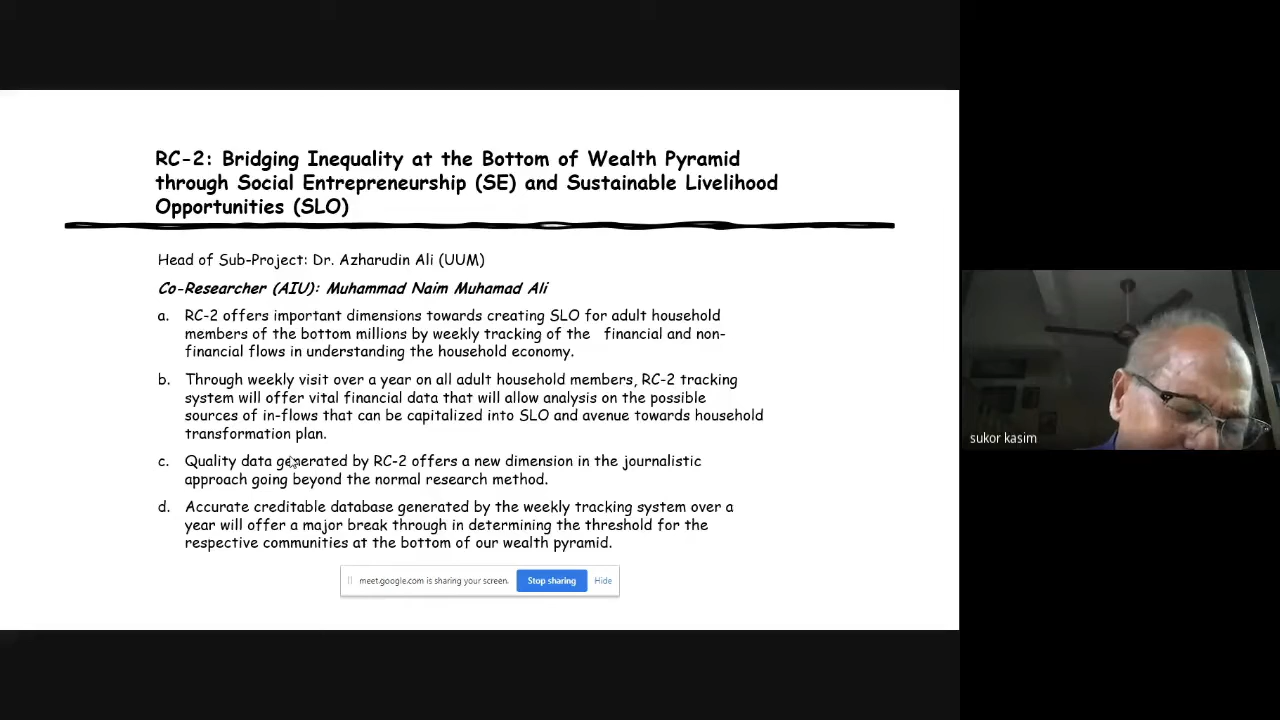 RC-2: Bridging Inequality at the Bottom of Wealth Pyramid
through Social Entrepreneurship (SE) and Sustainable Livelihood
Opportunities (SLO)
Head of Sub-Project: Dr. Azharudin Ali (UUM)
Co-Researcher (AIU): Muhammad Naim Muhamad Ali
a. RC-2 offers important dimensions towards creating SLO for adult household
members of the bottom millions by weekly tracking of the financial and non-
financial flows in understanding the household economy.
b. Through weekly visit over a year on all adult household members, RC-2 tracking
system will offer vital financial data that will allow analysis on the possible
sources of in-flows that can be capitalized into SLO and avenue towards household
transformation plan.
c. Quality data generated by RC-2 offers a new dimension in the journalistic
approach going beyond the normal research method.
d. Accurate creditable database generated by the weekly tracking system over a
year will offer a major break through in determining the threshold for the
respective communities at the bottom of our wealth pyramid.
meet.google.com is sharing your screen. Stop sharing Hide
sukor kasim